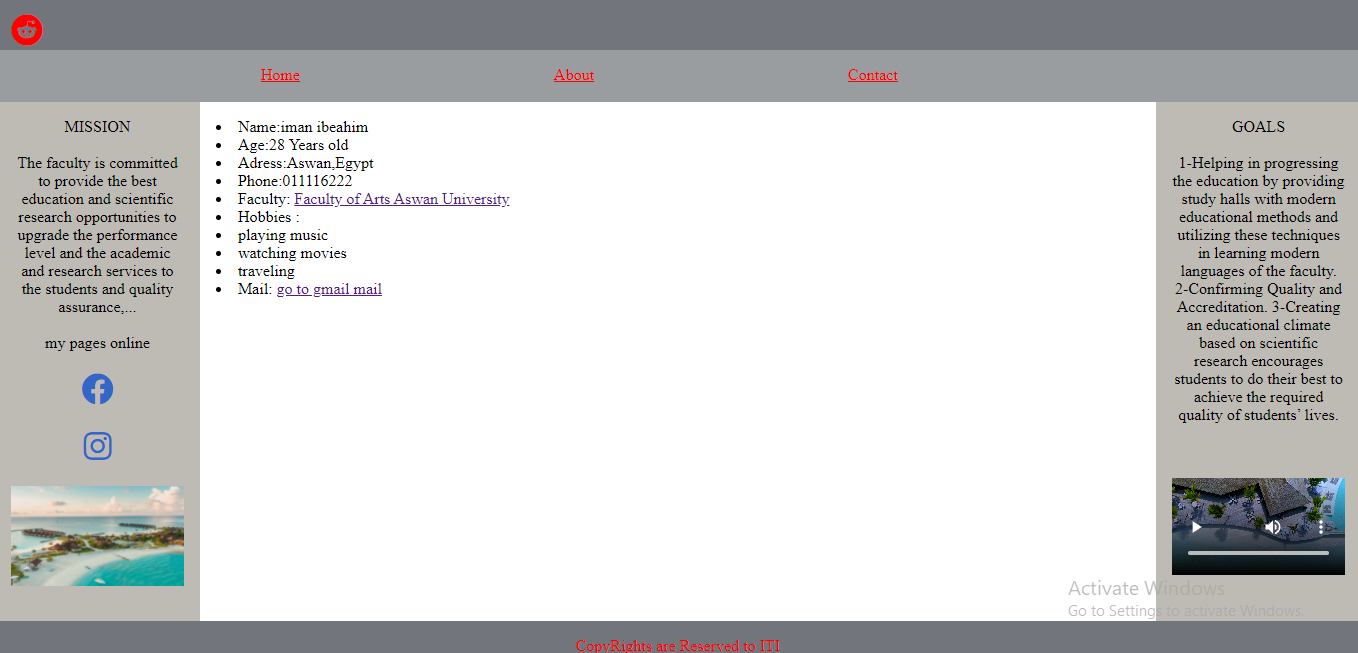 Home About Contact
MISSION
The faculty is committed
to provide the best
education and scientific
research opportunities to
upgrade the performance
level and the academic
and research services to
the students and quality
assurance,...
my pages online
Name:iman ibeahim
Age:28 Years old
Adress:Aswan,Egypt
Phone:011116222
Faculty: Faculty of Arts Aswan University
Hobbies :
playing music
watching movies
traveling
Mail: go to gmail mail
GOALS
1-Helping in progressing
the education by providing
study halls with modern
educational methods and
utilizing these techniques
in learning modern
languages of the faculty.
2-Confirming Quality and
Accreditation. 3-Creating
an educational climate
based on scientific
research encourages
students to do their best to
achieve the required
quality of students’ lives.
Activate Windows
Go to Settings to activate Windows.
CopyRights are Reserved to ITI